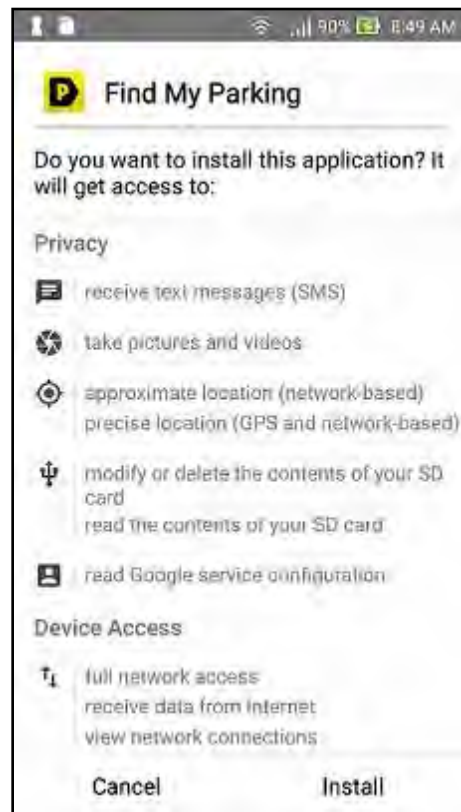 90% 8:49 AM
P Find My Parking
Do you want to install this application? It
will get access to:
Privacy
receive text messages (SMS)
take pictures and videos
approximate location (network-based)
precise location (GPS and network-based)
modify or delete the contents of your SD
card
read the contents of your SD card
read Google service configuration
Device Access
full network access
receive data from Internet
view network connections
Cancel Install